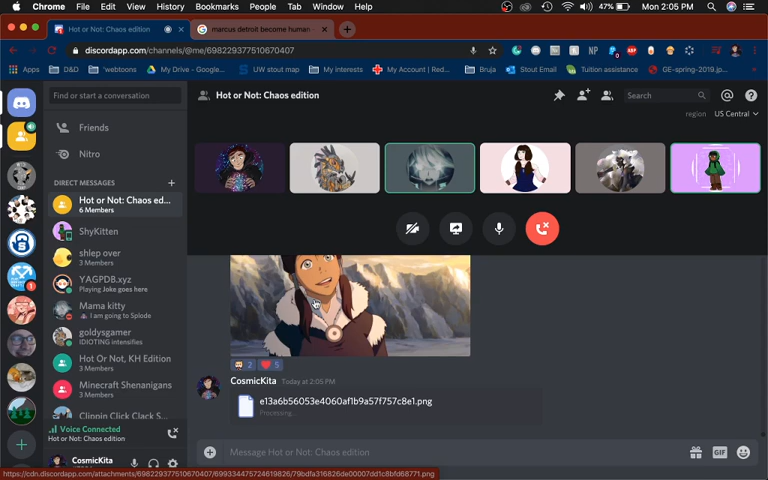 Chrome File Edit View History Bookmarks People Tab Window Help 47% Mon 2:05 PM
Hot or Not: Chaos edition marcus detroit become human -
discordapp.com/channels/@me/698229377510670407
Apps D&D 'webtoons My Drive - Google... UW stout map My interests My Account | Red... Bruja Stout Email Tuition assistance GE-spring-2019.jp...
Find or start a conversation
Hot or Not: Chaos edition
Search
region US Central
Friends
Nitro
DIRECT MESSAGES
Hot or Not: Chaos ed...
6 Members
ShyKitten
shlep over
3 Members
YAGPDB.xyz
Playing Joke goes here
Mama kitty
I am going to Splode
goldysgamer
IDIOTING intensifies
Hot Or Not, KH Edition
3 Members
Minecraft Shenanigans
3 Members
Clippin Click Clack S...
2 5
CosmicKita Today at 2:05 PM
e13a6b56053e4060af1b9a57f757c8e1.png
Processing...
Voice Connected
Hot or Not: Chaos edition
CosmicKita
Message Hot or Not: Chaos edition
GIF
https://cdn.discordapp.com/attachments/698229377510670407/699334475724619826/79bdfa316826de00007dd1c8bfd68771.png